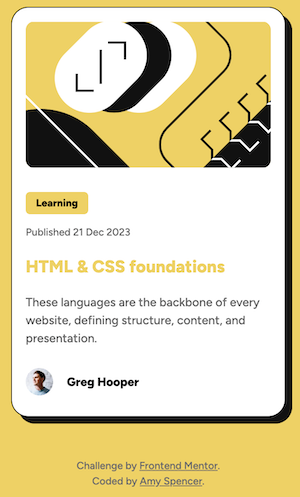 Learning
Published 21 Dec 2023
HTML & CSS foundations
These languages are the backbone of every
website, defining structure, content, and
presentation.
Greg Hooper
Challenge by Frontend Mentor.
Coded by Amy Spencer.